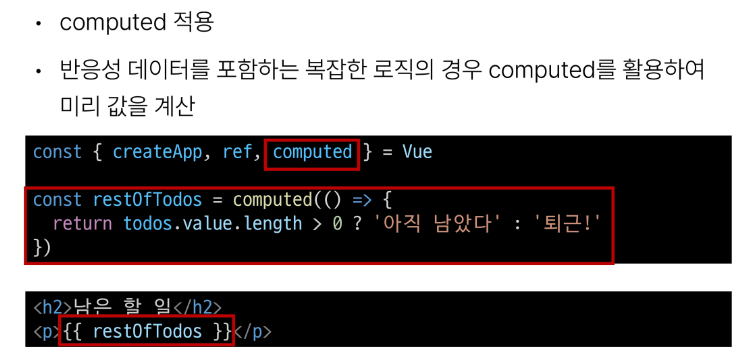 • computed 적용
• 반응성 데이터를 포함하는 복잡한 로직의 경우 computed를 활용하여
미리 값을 계산
const { createApp, ref, computed } = Vue
const restOfTodos = computed(() => {
  return todos.value.length > 0 ? '아직 남았다' : '퇴근!'
})
<h2>남은 할 일</h2>
<p>{{ restOfTodos }}</p>